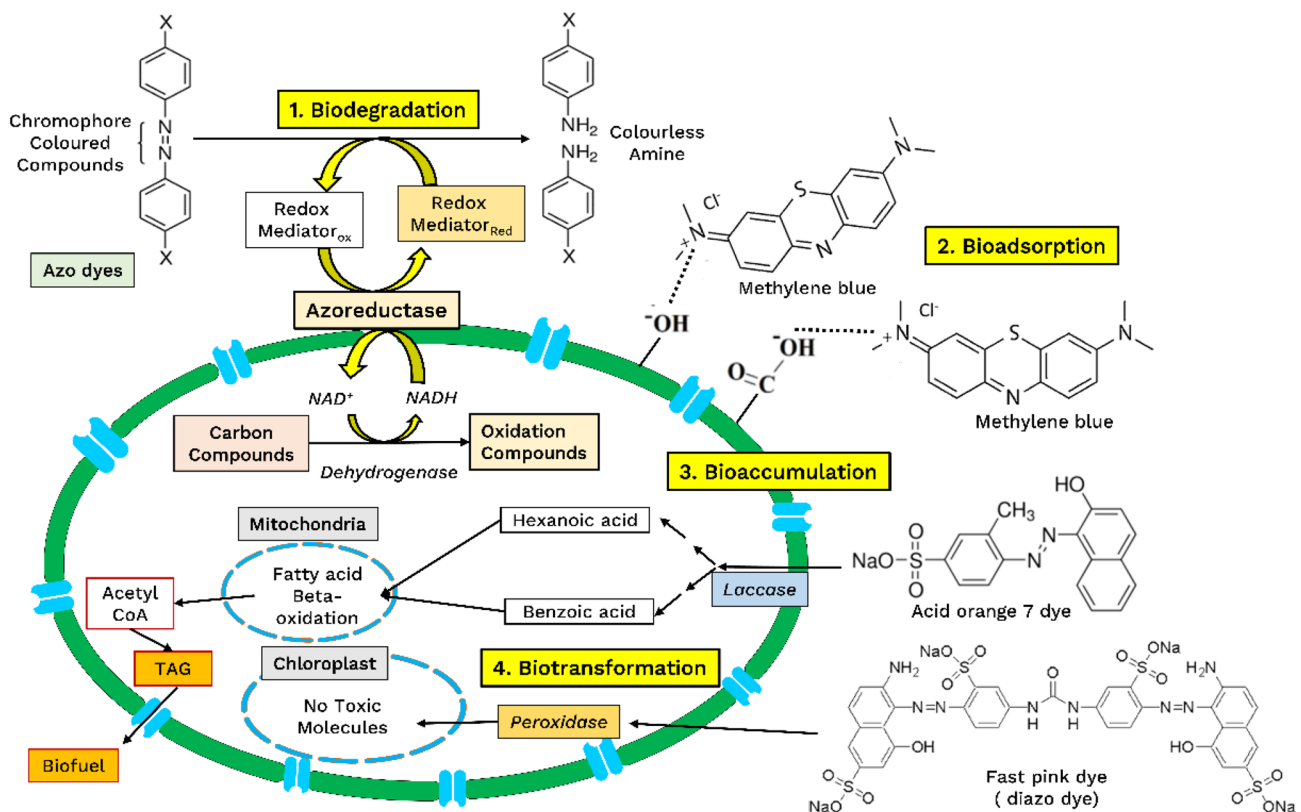 X
N
N
X
Chromophore
Coloured
Compounds
Azo dyes
1. Biodegradation
X
NH2
NH2
X
Colourless
Amine
Redox
Mediatorox
Redox
MediatorRed
Azoreductase
NAD+
NADH
Carbon
Compounds
Dehydrogenase
Oxidation
Compounds
N
S
Cl-
N
+
N
Methylene blue
-OH
2. Bioadsorption
-OH
O
C
N
+
Cl-
S
N
N
Methylene blue
3. Bioaccumulation
Mitochondria
Fatty acid
Beta-
oxidation
Hexanoic acid
Benzoic acid
Laccase
HO
CH3
N
N
NaO
S
O
O
Acid orange 7 dye
Acetyl
CoA
TAG
Biofuel
Chloroplast
No Toxic
Molecules
4. Biotransformation
Peroxidase
NH2
NaO
O
S
O
N=N
O
N
H
N
H
O
S
O
ONa
N=N
H2N
OH
HO
O
S
O
NaO
O
S
O
ONa
Fast pink dye
( diazo dye)